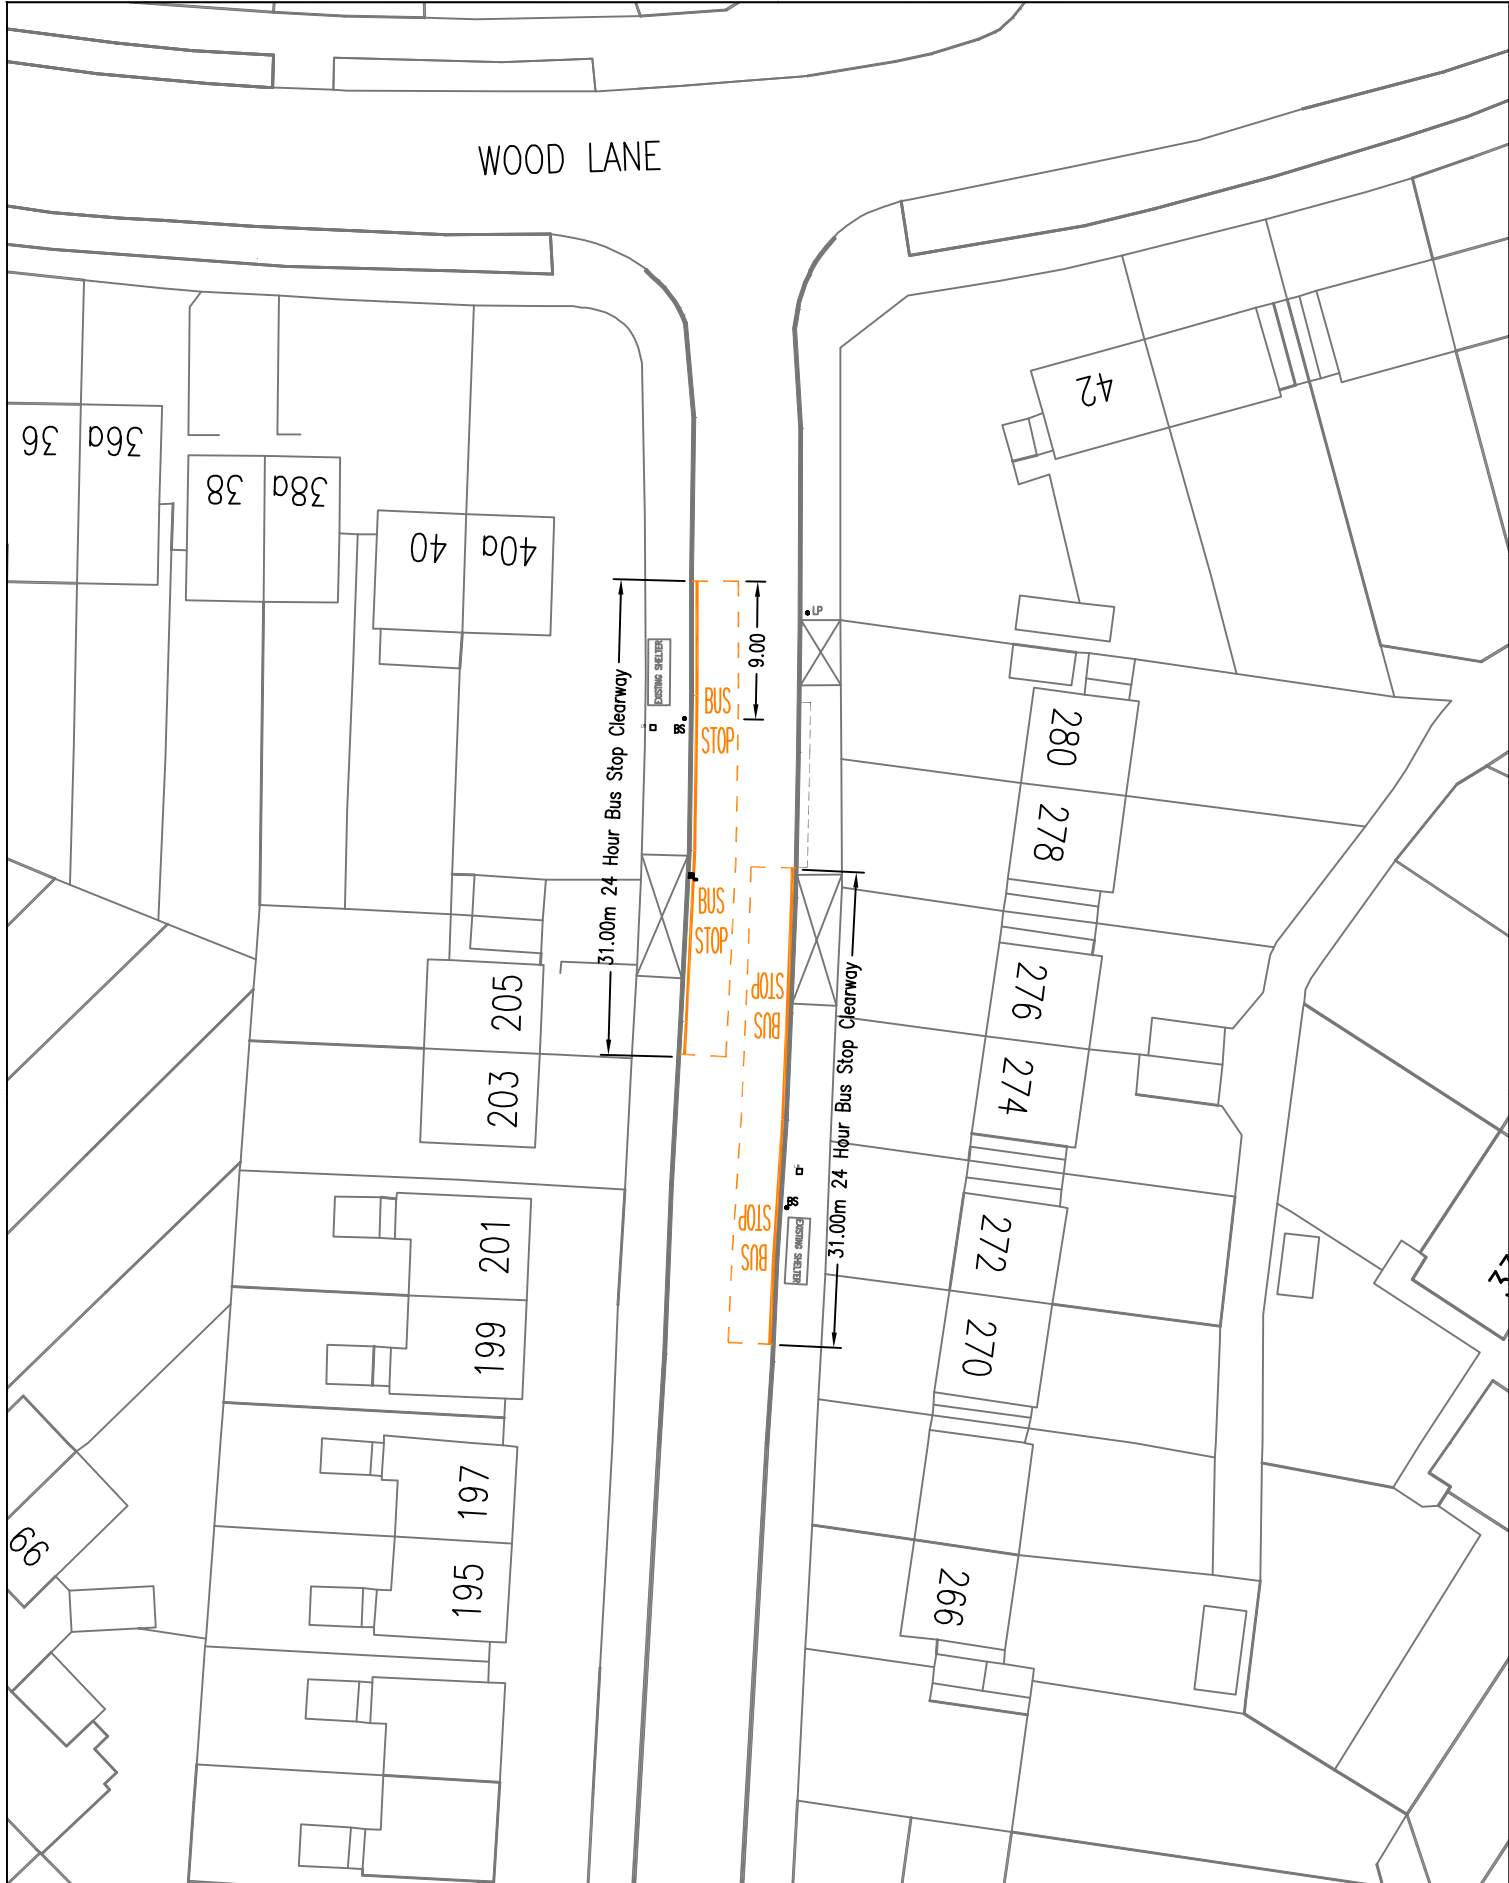 WOOD LANE
42
36
36a
38
38a
40
40a
LP
EXISTING SHELTER
9.00
BUS
STOP
BS
31.00m 24 Hour Bus Stop Clearway
280
278
BUS
STOP
276
BUS
STOP
205
274
203
31.00m 24 Hour Bus Stop Clearway
BS
BUS
STOP
EXISTING SHELTER
201
272
199
270
197
66
195
266